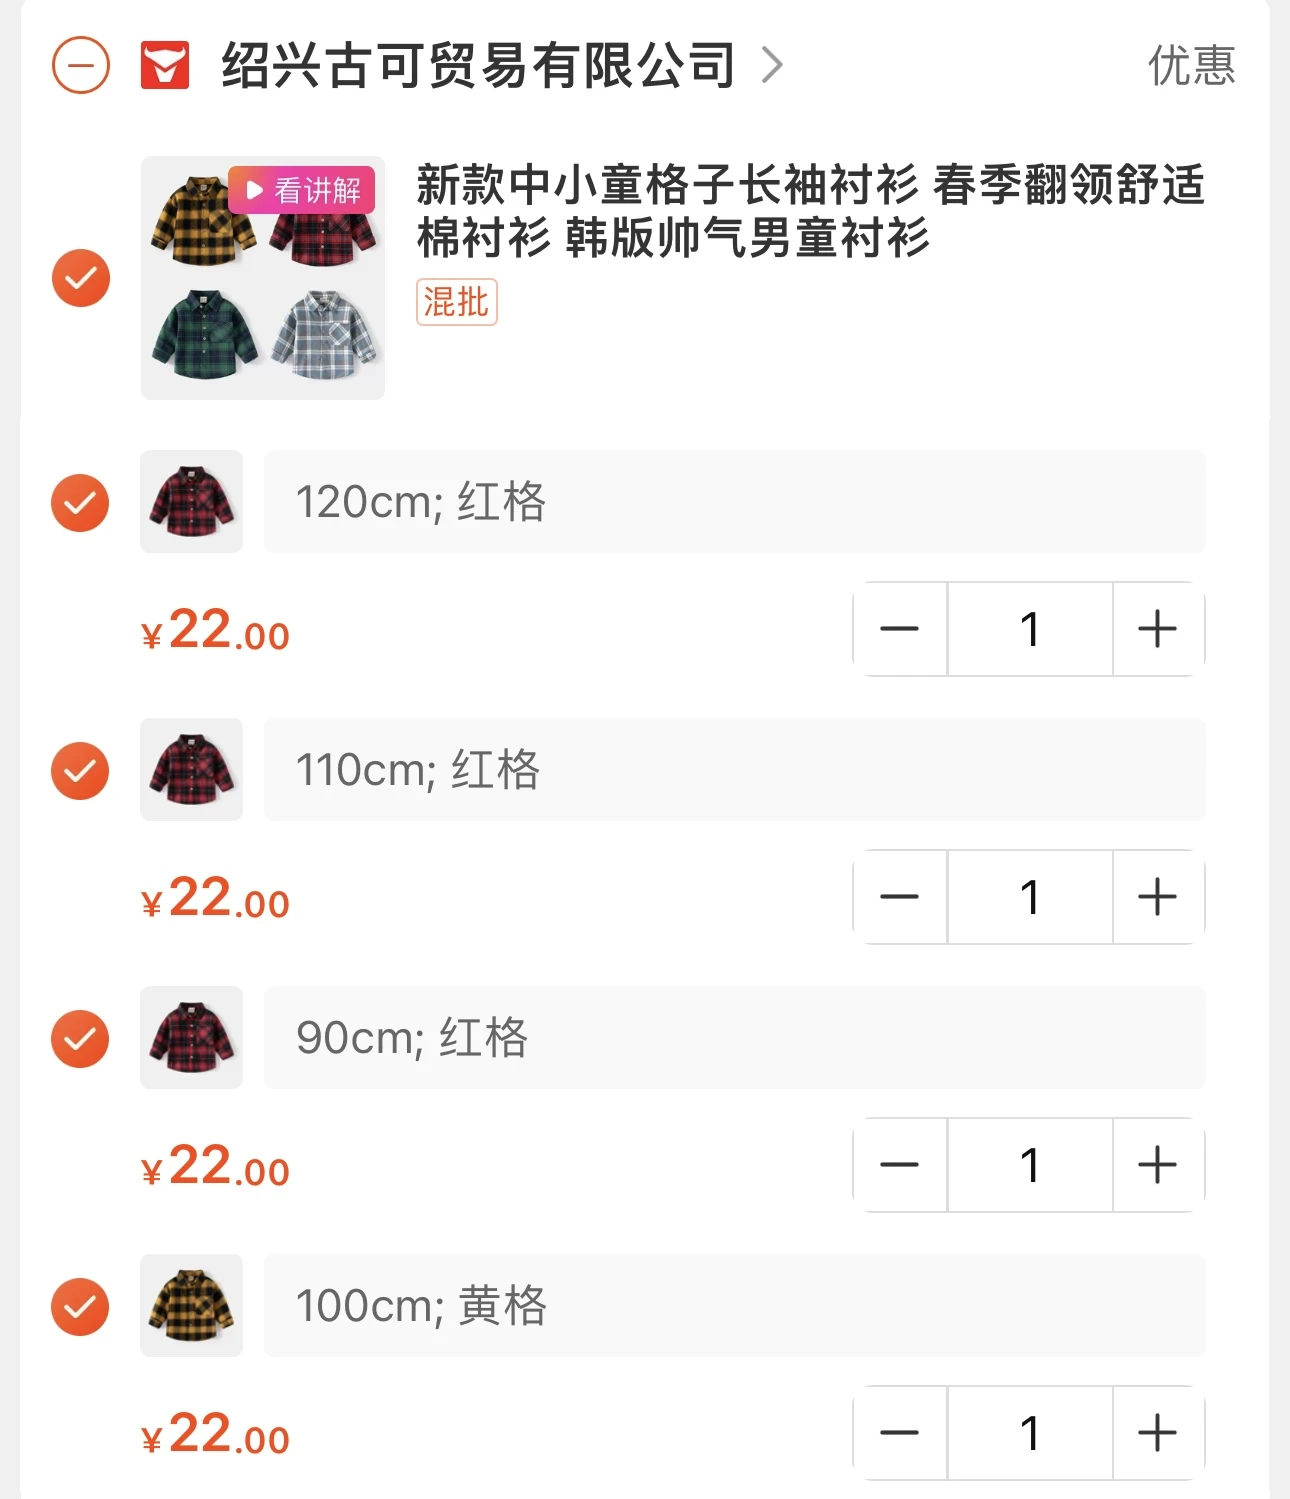 绍兴古可贸易有限公司
优惠
看讲解
新款中小童格子长袖衬衫 春季翻领舒适
棉衬衫 韩版帅气男童衬衫
混批
120cm; 红格
¥22.00
1
110cm; 红格
¥22.00
1
90cm; 红格
¥22.00
1
100cm; 黄格
¥22.00
1